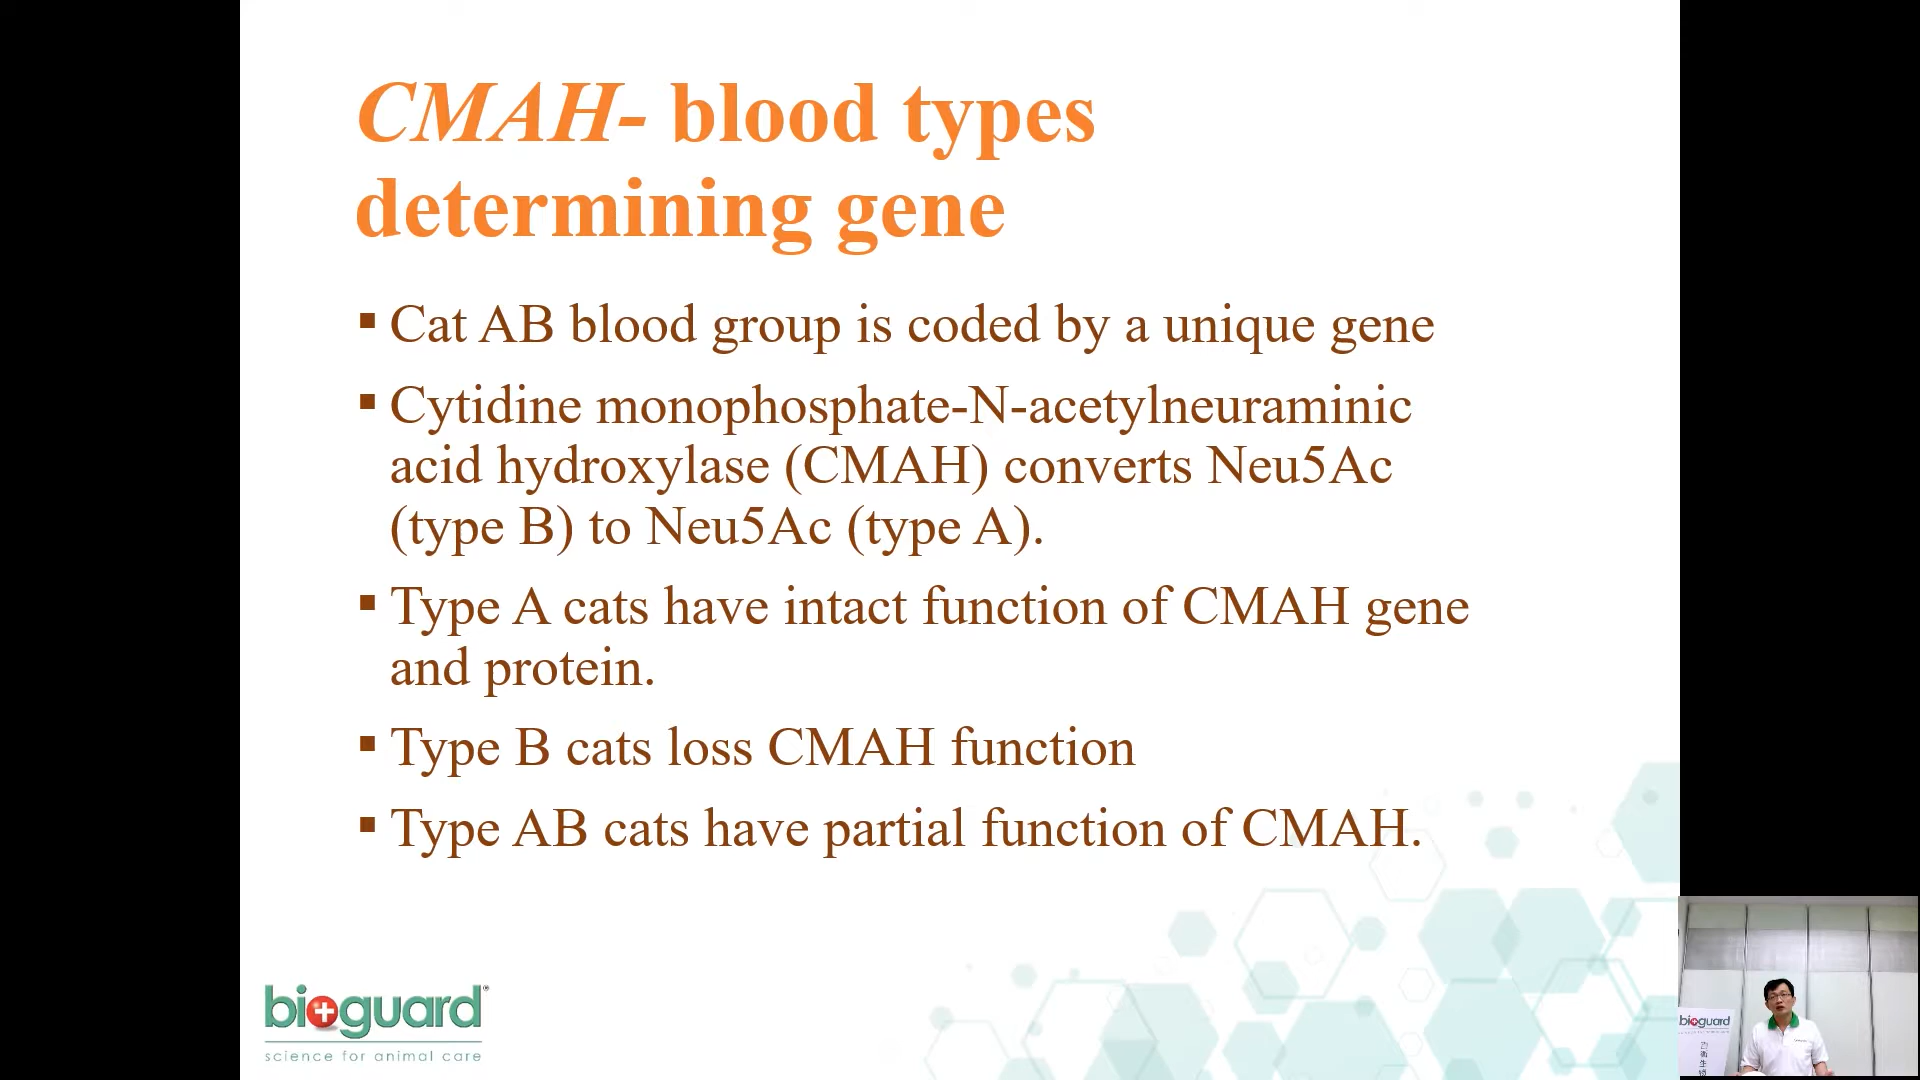 CMAH- blood types
determining gene
▪ Cat AB blood group is coded by a unique gene
▪ Cytidine monophosphate-N-acetylneuraminic
acid hydroxylase (CMAH) converts Neu5Ac
(type B) to Neu5Ac (type A).
▪ Type A cats have intact function of CMAH gene
and protein.
▪ Type B cats loss CMAH function
▪ Type AB cats have partial function of CMAH.
bioguard
science for animal care
bioguard